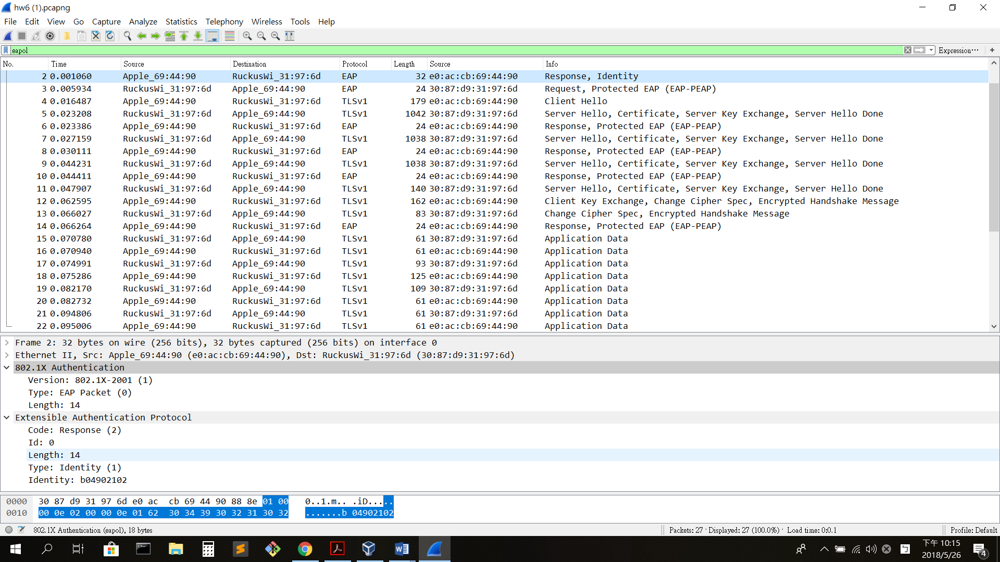 hw6 (1).pcapng
File Edit View Go Capture Analyze Statistics Telephony Wireless Tools Help
eapol Expression… +
No. Time Source Destination Protocol Length Source Info
2 0.001060 Apple_69:44:90 RuckusWi_31:97:6d EAP 32 e0:ac:cb:69:44:90 Response, Identity
3 0.005934 RuckusWi_31:97:6d Apple_69:44:90 EAP 24 30:87:d9:31:97:6d Request, Protected EAP (EAP-PEAP)
4 0.016487 Apple_69:44:90 RuckusWi_31:97:6d TLSv1 179 e0:ac:cb:69:44:90 Client Hello
5 0.023208 RuckusWi_31:97:6d Apple_69:44:90 TLSv1 1042 30:87:d9:31:97:6d Server Hello, Certificate, Server Key Exchange, Server Hello Done
6 0.023386 Apple_69:44:90 RuckusWi_31:97:6d EAP 24 e0:ac:cb:69:44:90 Response, Protected EAP (EAP-PEAP)
7 0.027159 RuckusWi_31:97:6d Apple_69:44:90 TLSv1 1038 30:87:d9:31:97:6d Server Hello, Certificate, Server Key Exchange, Server Hello Done
8 0.030111 Apple_69:44:90 RuckusWi_31:97:6d EAP 24 e0:ac:cb:69:44:90 Response, Protected EAP (EAP-PEAP)
9 0.044231 RuckusWi_31:97:6d Apple_69:44:90 TLSv1 1038 30:87:d9:31:97:6d Server Hello, Certificate, Server Key Exchange, Server Hello Done
10 0.044411 Apple_69:44:90 RuckusWi_31:97:6d EAP 24 e0:ac:cb:69:44:90 Response, Protected EAP (EAP-PEAP)
11 0.047907 RuckusWi_31:97:6d Apple_69:44:90 TLSv1 140 30:87:d9:31:97:6d Server Hello, Certificate, Server Key Exchange, Server Hello Done
12 0.062595 Apple_69:44:90 RuckusWi_31:97:6d TLSv1 162 e0:ac:cb:69:44:90 Client Key Exchange, Change Cipher Spec, Encrypted Handshake Message
13 0.066027 RuckusWi_31:97:6d Apple_69:44:90 TLSv1 83 30:87:d9:31:97:6d Change Cipher Spec, Encrypted Handshake Message
14 0.066264 Apple_69:44:90 RuckusWi_31:97:6d EAP 24 e0:ac:cb:69:44:90 Response, Protected EAP (EAP-PEAP)
15 0.070780 RuckusWi_31:97:6d Apple_69:44:90 TLSv1 61 30:87:d9:31:97:6d Application Data
16 0.070940 Apple_69:44:90 RuckusWi_31:97:6d TLSv1 61 e0:ac:cb:69:44:90 Application Data
17 0.074991 RuckusWi_31:97:6d Apple_69:44:90 TLSv1 93 30:87:d9:31:97:6d Application Data
18 0.075286 Apple_69:44:90 RuckusWi_31:97:6d TLSv1 125 e0:ac:cb:69:44:90 Application Data
19 0.082170 RuckusWi_31:97:6d Apple_69:44:90 TLSv1 109 30:87:d9:31:97:6d Application Data
20 0.082732 Apple_69:44:90 RuckusWi_31:97:6d TLSv1 61 e0:ac:cb:69:44:90 Application Data
21 0.094806 RuckusWi_31:97:6d Apple_69:44:90 TLSv1 61 30:87:d9:31:97:6d Application Data
22 0.095006 Apple_69:44:90 RuckusWi_31:97:6d TLSv1 61 e0:ac:cb:69:44:90 Application Data
Frame 2: 32 bytes on wire (256 bits), 32 bytes captured (256 bits) on interface 0
Ethernet II, Src: Apple_69:44:90 (e0:ac:cb:69:44:90), Dst: RuckusWi_31:97:6d (30:87:d9:31:97:6d)
802.1X Authentication
Version: 802.1X-2001 (1)
Type: EAP Packet (0)
Length: 14
Extensible Authentication Protocol
Code: Response (2)
Id: 0
Length: 14
Type: Identity (1)
Identity: b04902102
0000 30 87 d9 31 97 6d e0 ac cb 69 44 90 88 8e 01 00 0..1.m.. .iD.....
0010 00 0e 02 00 00 0e 01 62 30 34 39 30 32 31 30 32 .......b 04902102
802.1X Authentication (eapol), 18 bytes Packets: 27 · Displayed: 27 (100.0%) · Load time: 0:0.1 Profile: Default
下午 10:15
2018/5/26
4